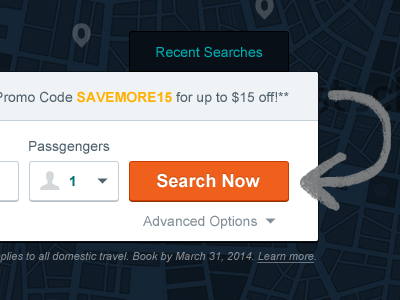 Recent Searches
Promo Code SAVEMORE15 for up to $15 off!**
Passgengers
1
Search Now
Advanced Options
plies to all domestic travel. Book by March 31, 2014. Learn more.